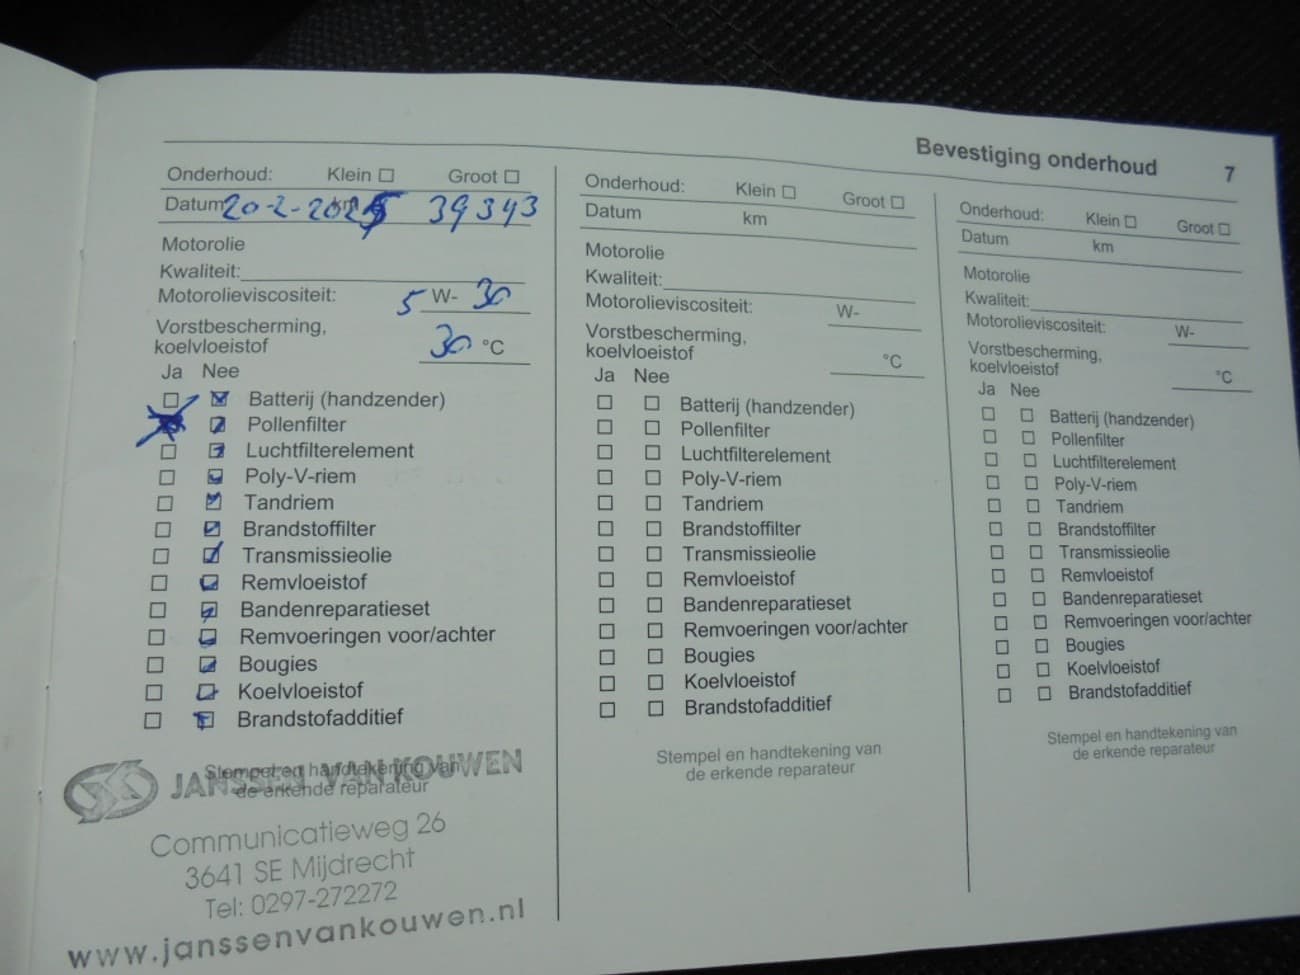 Bevestiging onderhoud 7
Onderhoud: Klein Groot
Datum 20-2-2025 km 39343
Motorolie
Kwaliteit:
Motorolieviscositeit: 5 W- 30
Vorstbescherming,
koelvloeistof 30 °C
Ja Nee
Batterij (handzender)
Pollenfilter
Luchtfilterelement
Poly-V-riem
Tandriem
Brandstoffilter
Transmissieolie
Remvloeistof
Bandenreparatieset
Remvoeringen voor/achter
Bougies
Koelvloeistof
Brandstofadditief
Stempel en handtekening van
de erkende reparateur
JANSSEN VAN KOUWEN
Communicatieweg 26
3641 SE Mijdrecht
Tel: 0297-272272
www.janssenvankouwen.nl
Onderhoud: Klein Groot
Datum km
Motorolie
Kwaliteit:
Motorolieviscositeit: W-
Vorstbescherming,
koelvloeistof °C
Ja Nee
Batterij (handzender)
Pollenfilter
Luchtfilterelement
Poly-V-riem
Tandriem
Brandstoffilter
Transmissieolie
Remvloeistof
Bandenreparatieset
Remvoeringen voor/achter
Bougies
Koelvloeistof
Brandstofadditief
Stempel en handtekening van
de erkende reparateur
Onderhoud: Klein Groot
Datum km
Motorolie
Kwaliteit:
Motorolieviscositeit: W-
Vorstbescherming,
koelvloeistof °C
Ja Nee
Batterij (handzender)
Pollenfilter
Luchtfilterelement
Poly-V-riem
Tandriem
Brandstoffilter
Transmissieolie
Remvloeistof
Bandenreparatieset
Remvoeringen voor/achter
Bougies
Koelvloeistof
Brandstofadditief
Stempel en handtekening van
de erkende reparateur